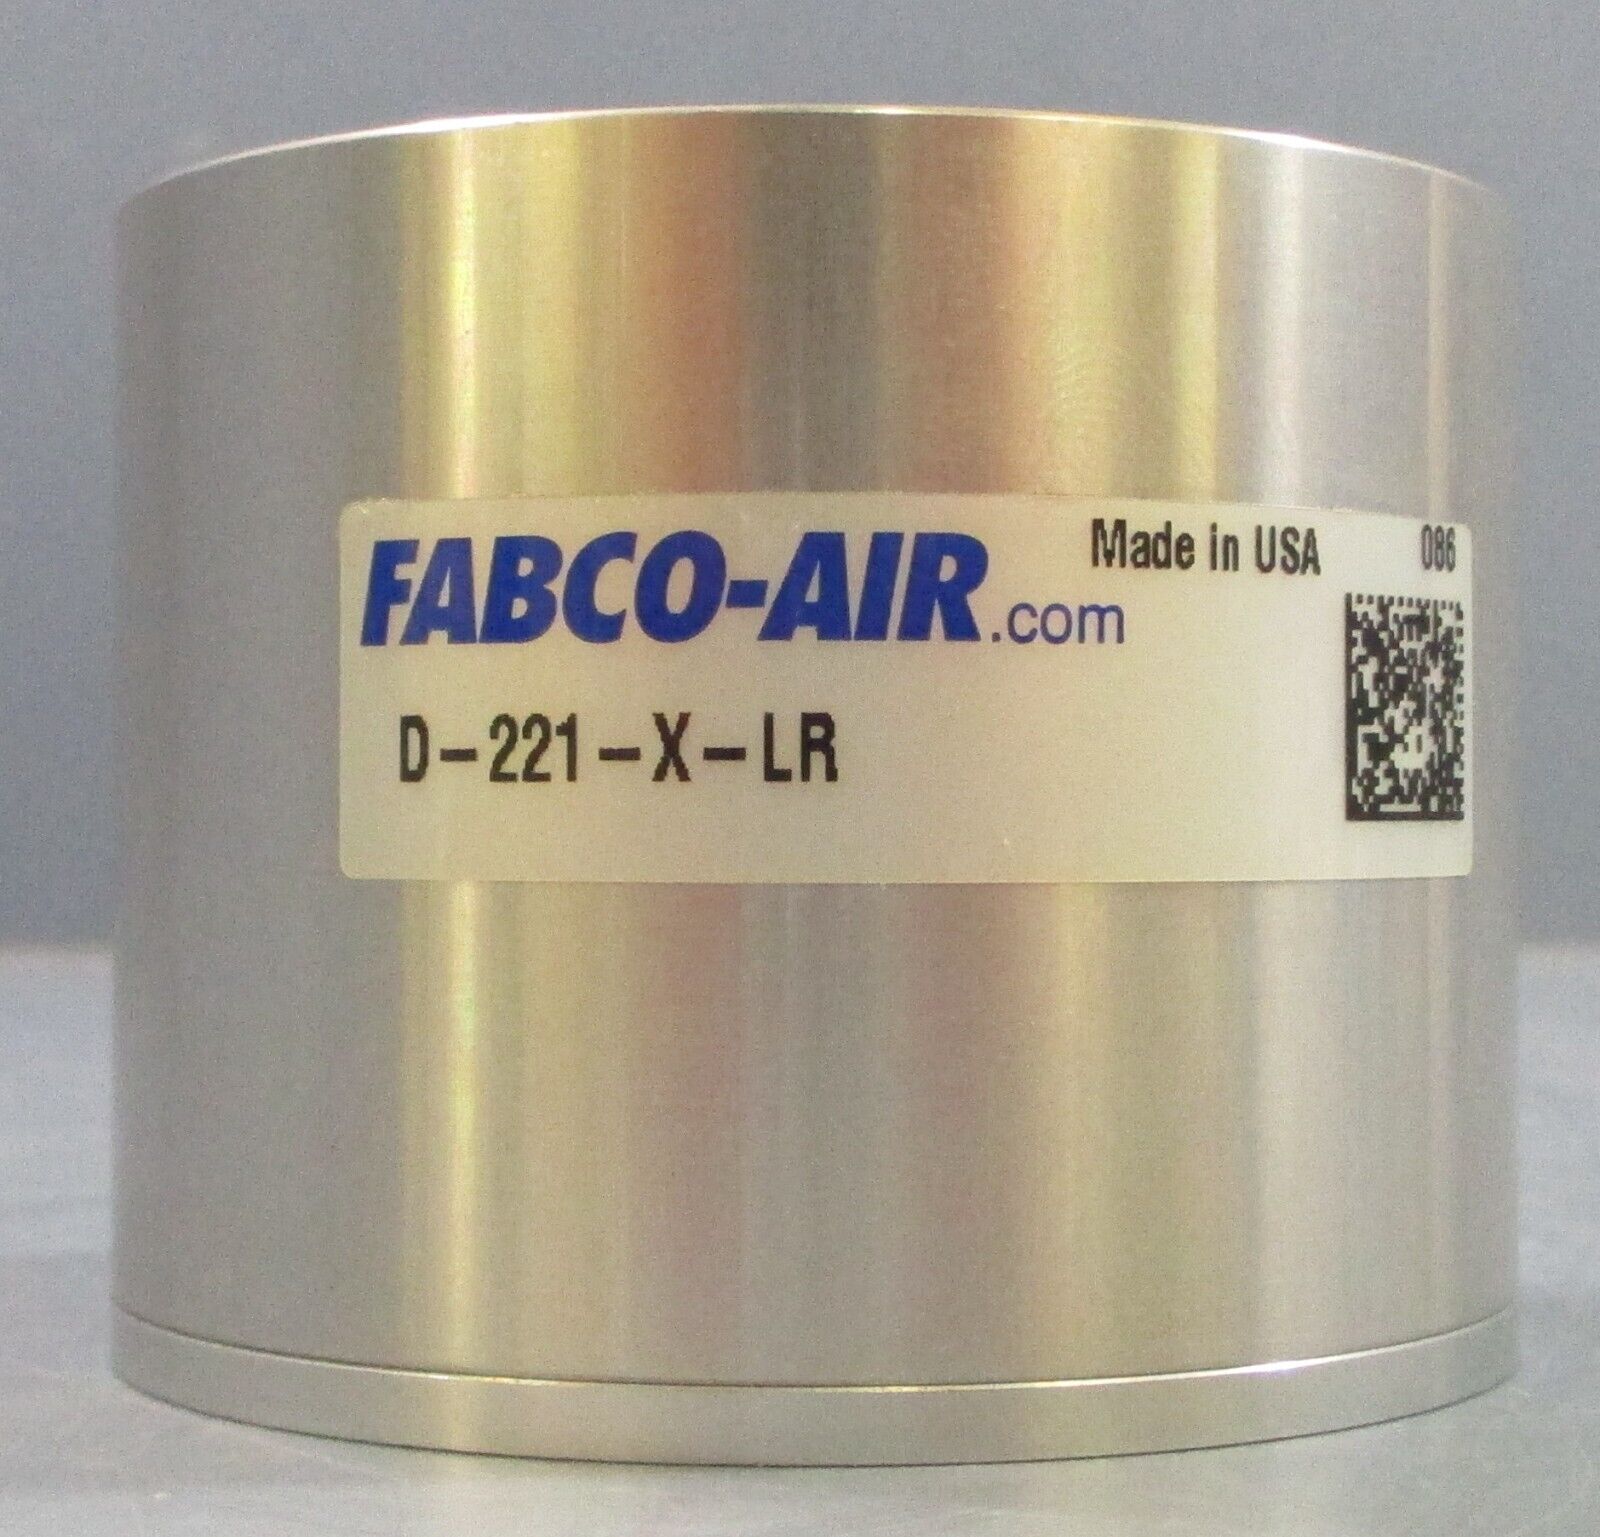 FABCO-AIR.com
Made in USA 086
D-221-X-LR